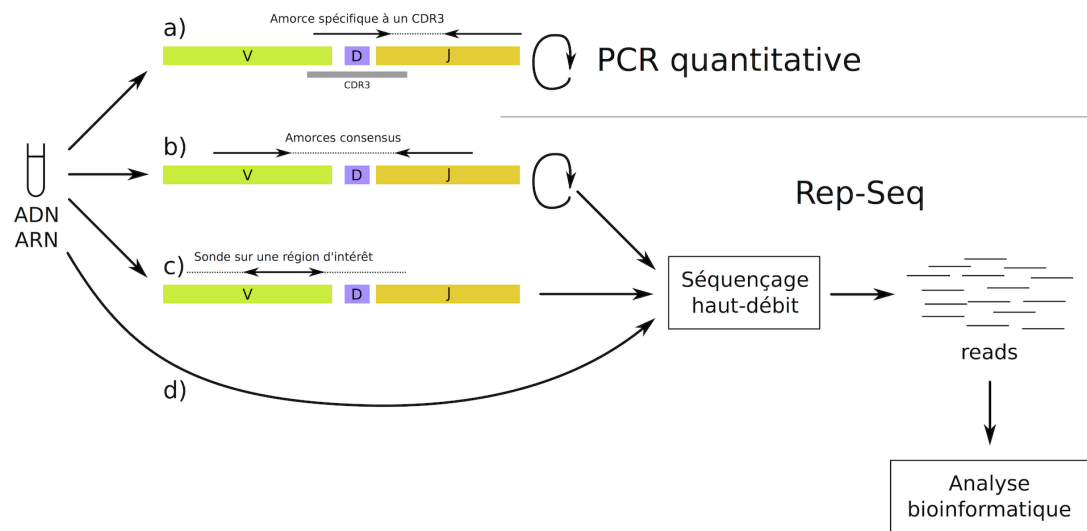 a)
Amorce spécifique à un CDR3
V
D
J
CDR3
PCR quantitative
b)
Amorces consensus
V
D
J
Rep-Seq
ADN
ARN
c)
Sonde sur une région d'intérêt
V
D
J
Séquençage
haut-débit
reads
d)
Analyse
bioinformatique